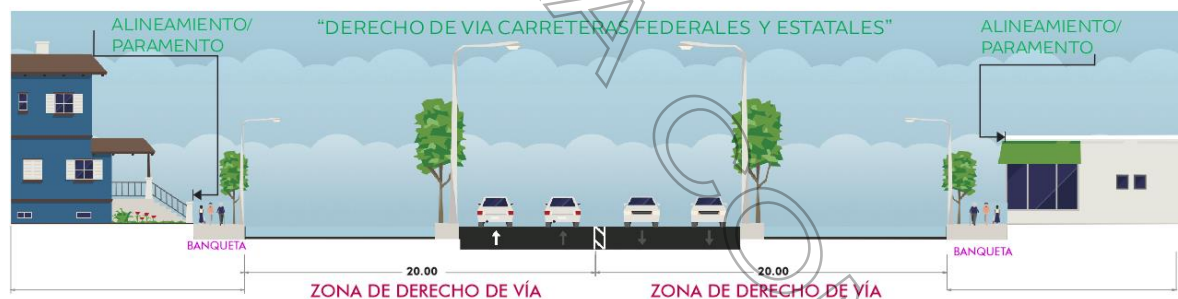 ALINEAMIENTO/
PARAMENTO
“DERECHO DE VIA CARRETERAS FEDERALES Y ESTATALES”
ALINEAMIENTO/
PARAMENTO
BANQUETA
BANQUETA
20.00
20.00
ZONA DE DERECHO DE VÍA
ZONA DE DERECHO DE VÍA